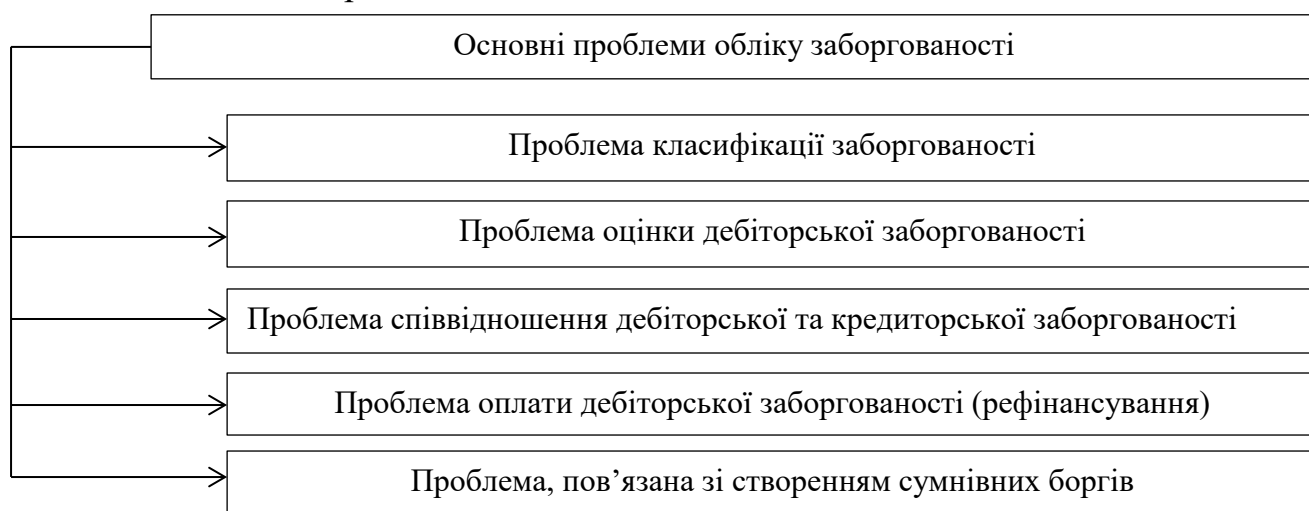 Основні проблеми обліку заборгованості
Проблема класифікації заборгованості
Проблема оцінки дебіторської заборгованості
Проблема співвідношення дебіторської та кредиторської заборгованості
Проблема оплати дебіторської заборгованості (рефінансування)
Проблема, пов’язана зі створенням сумнівних боргів